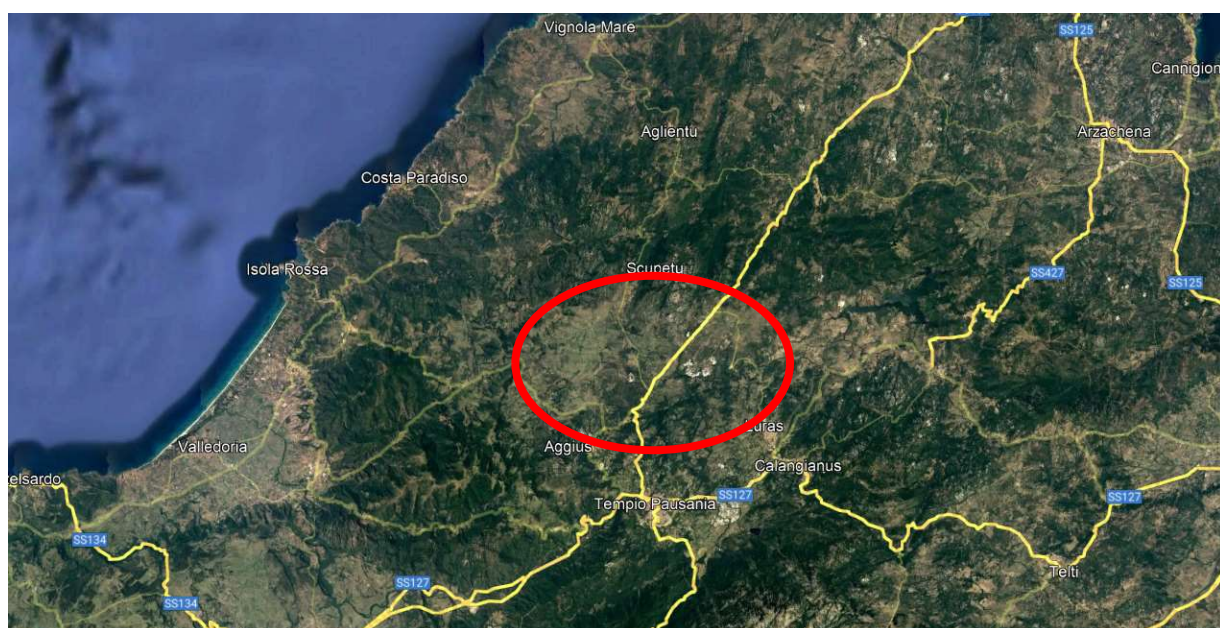 Vignola Mare
SS125
Cannigion
Aglientu
Arzachena
Costa Paradiso
Isola Rossa
Scupetu
SS427
SS125
Aggius
Luras
Valledoria
Calangianus
telsardo
Tempio Pausania
SS127
SS127
SS134
Telti
SS127
SS134